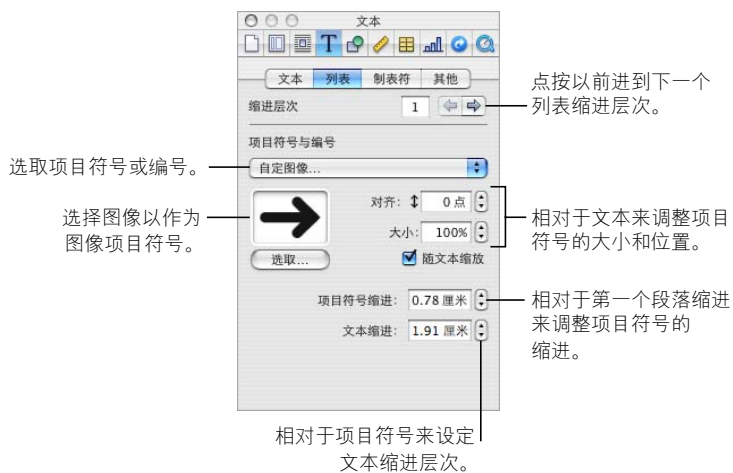 文本
文本 列表 制表符 其他
缩进层次 1
点按以前进到下一个
列表缩进层次。
项目符号与编号
选取项目符号或编号。
自定图像...
选择图像以作为
图像项目符号。
对齐: 0 点
大小: 100%
相对于文本来调整项目
符号的大小和位置。
选取...
随文本缩放
项目符号缩进: 0.78 厘米
相对于第一个段落缩进
来调整项目符号的
缩进。
文本缩进: 1.91 厘米
相对于项目符号来设定
文本缩进层次。